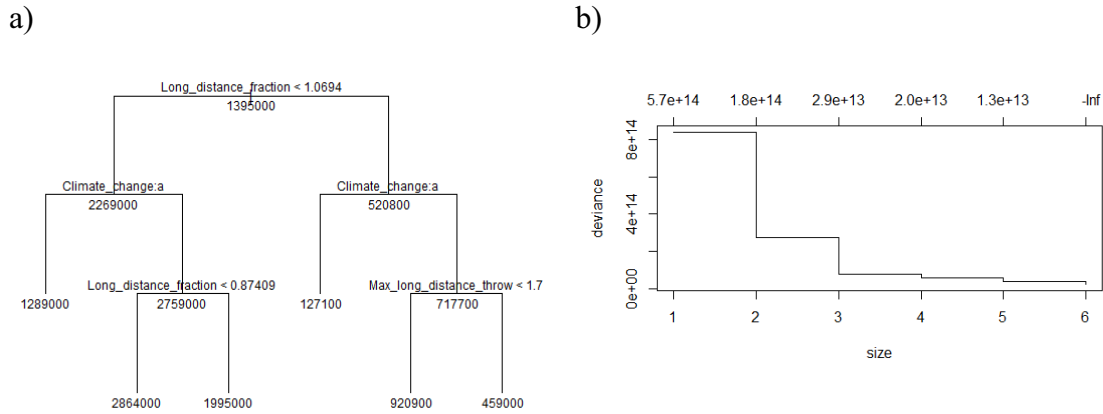 a)
Long_distance_fraction < 1.0694
1395000
Climate_change:a
2269000
Climate_change:a
520800
1289000
Long_distance_fraction < 0.87409
2759000
127100
Max_long_distance_throw < 1.7
717700
2864000
1995000
920900
459000
b)
5.7e+14 1.8e+14 2.9e+13 2.0e+13 1.3e+13 -Inf
8e+14
4e+14
0e+00
deviance
1 2 3 4 5 6
size